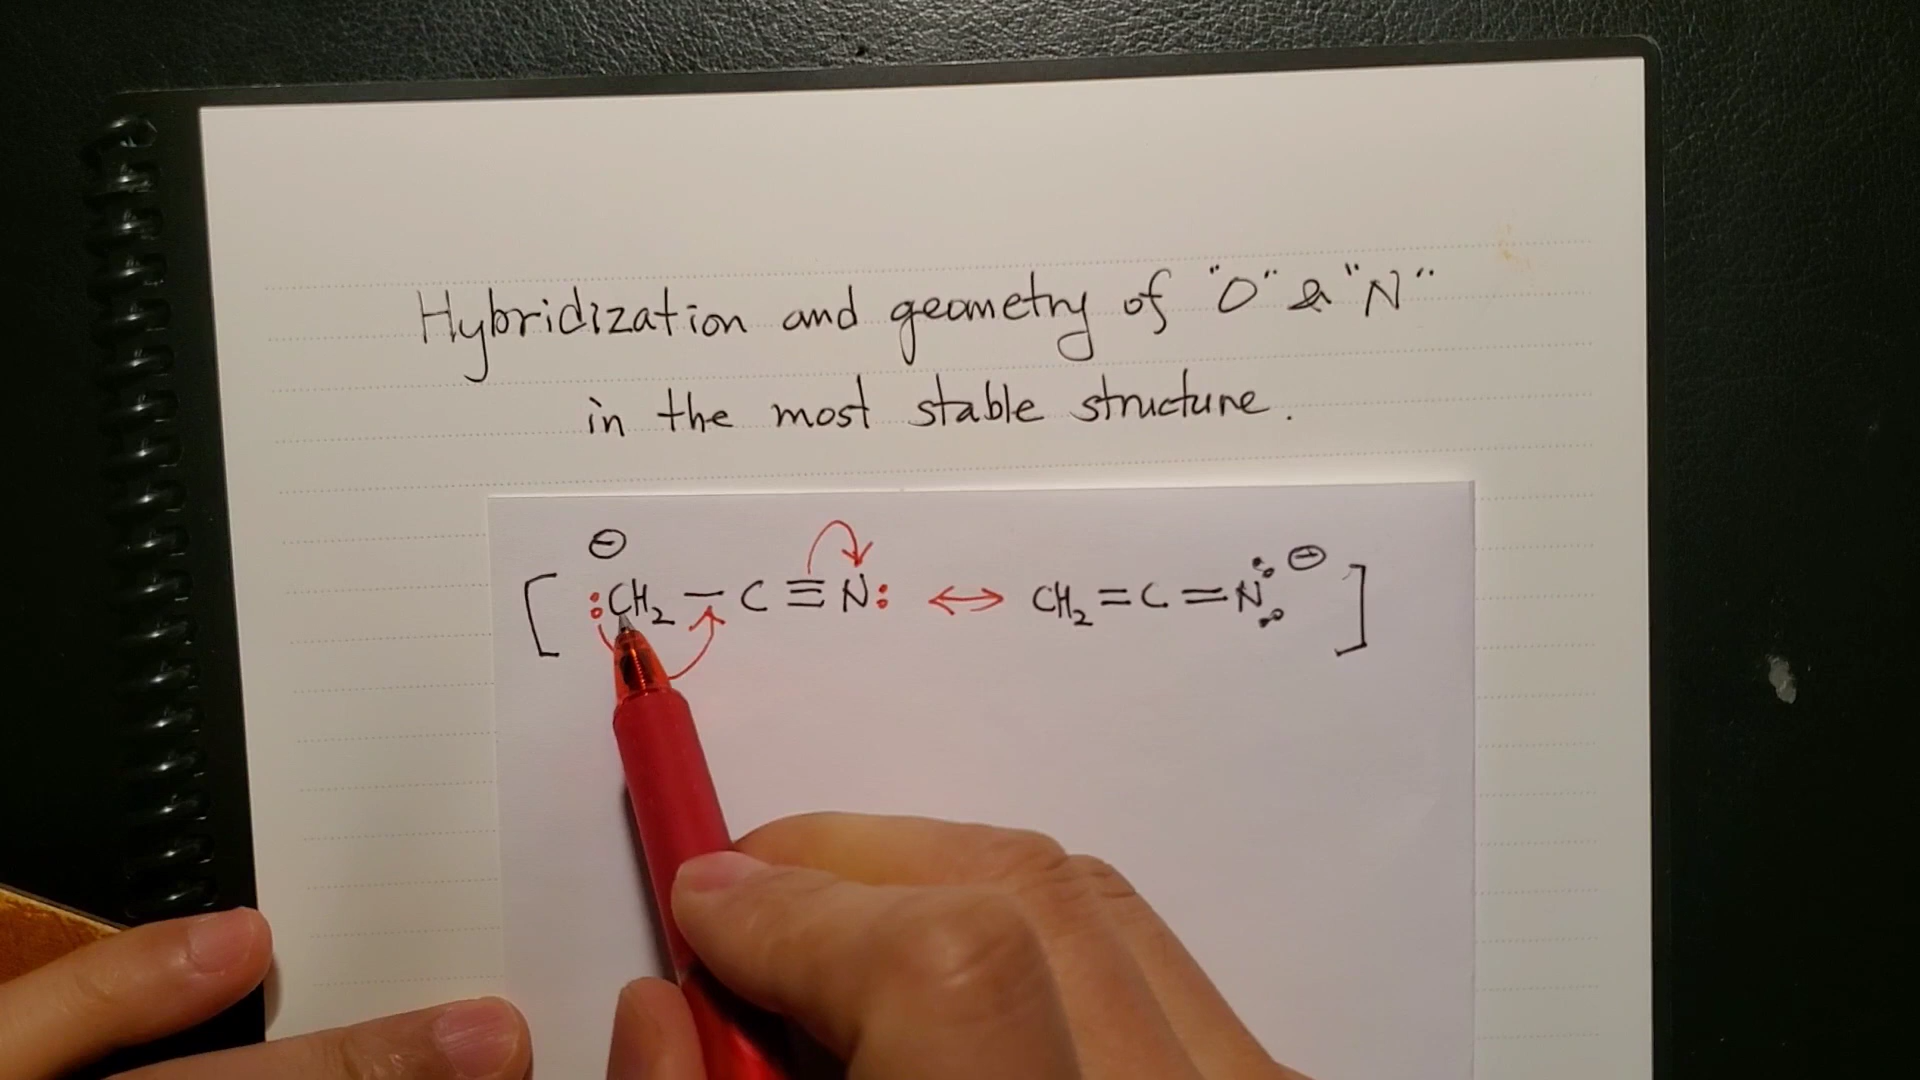 Hybridization and geometry of "O" & "N"
in the most stable structure.
[ :CH₂⊖ – C ≡ N: ↔ CH₂ = C = N::⊖ ]